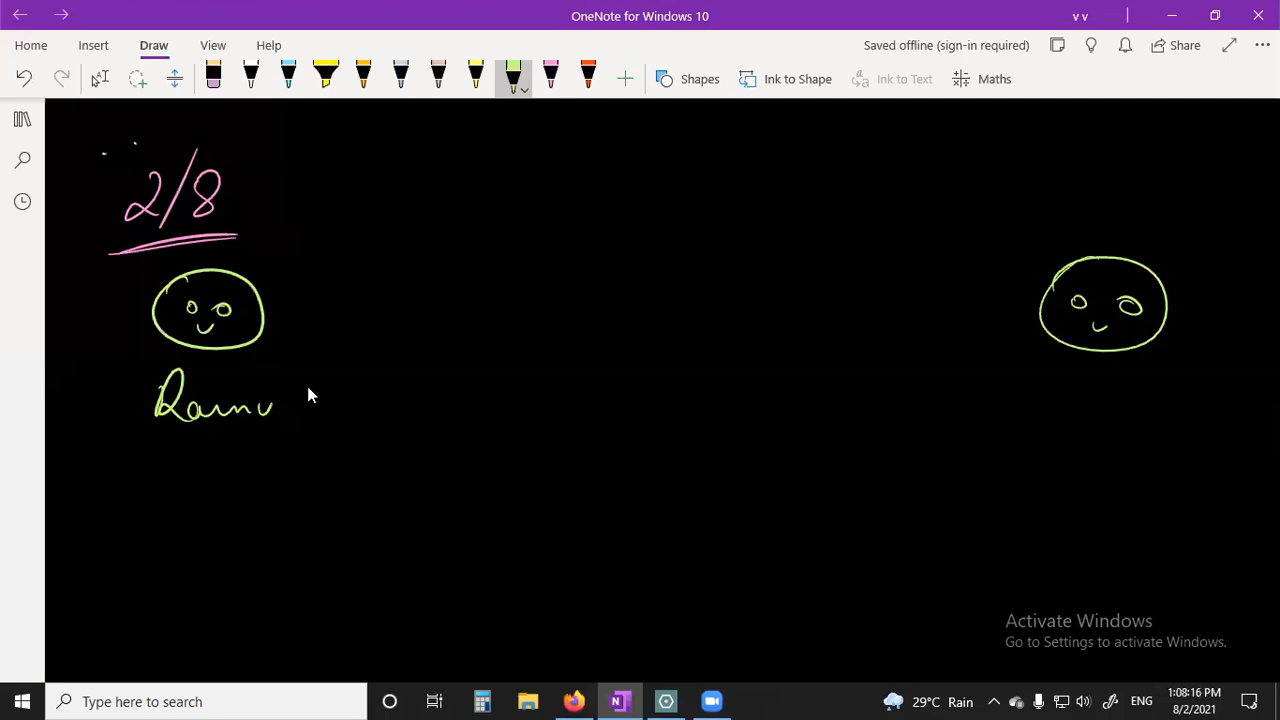 OneNote for Windows 10
v v
Home Insert Draw View Help
Saved offline (sign-in required)
Share
Shapes
Ink to Shape
Ink to Text
Maths
2/8
Ramu
Activate Windows
Go to Settings to activate Windows.
Type here to search
29°C Rain
ENG
1:08:16 PM
8/2/2021